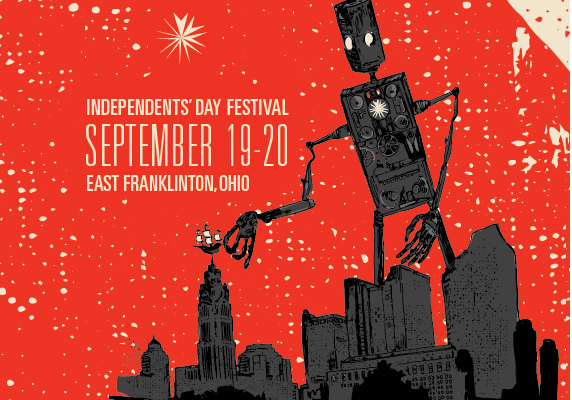 INDEPENDENTS' DAY FESTIVAL
SEPTEMBER 19-20
EAST FRANKLINTON, OHIO